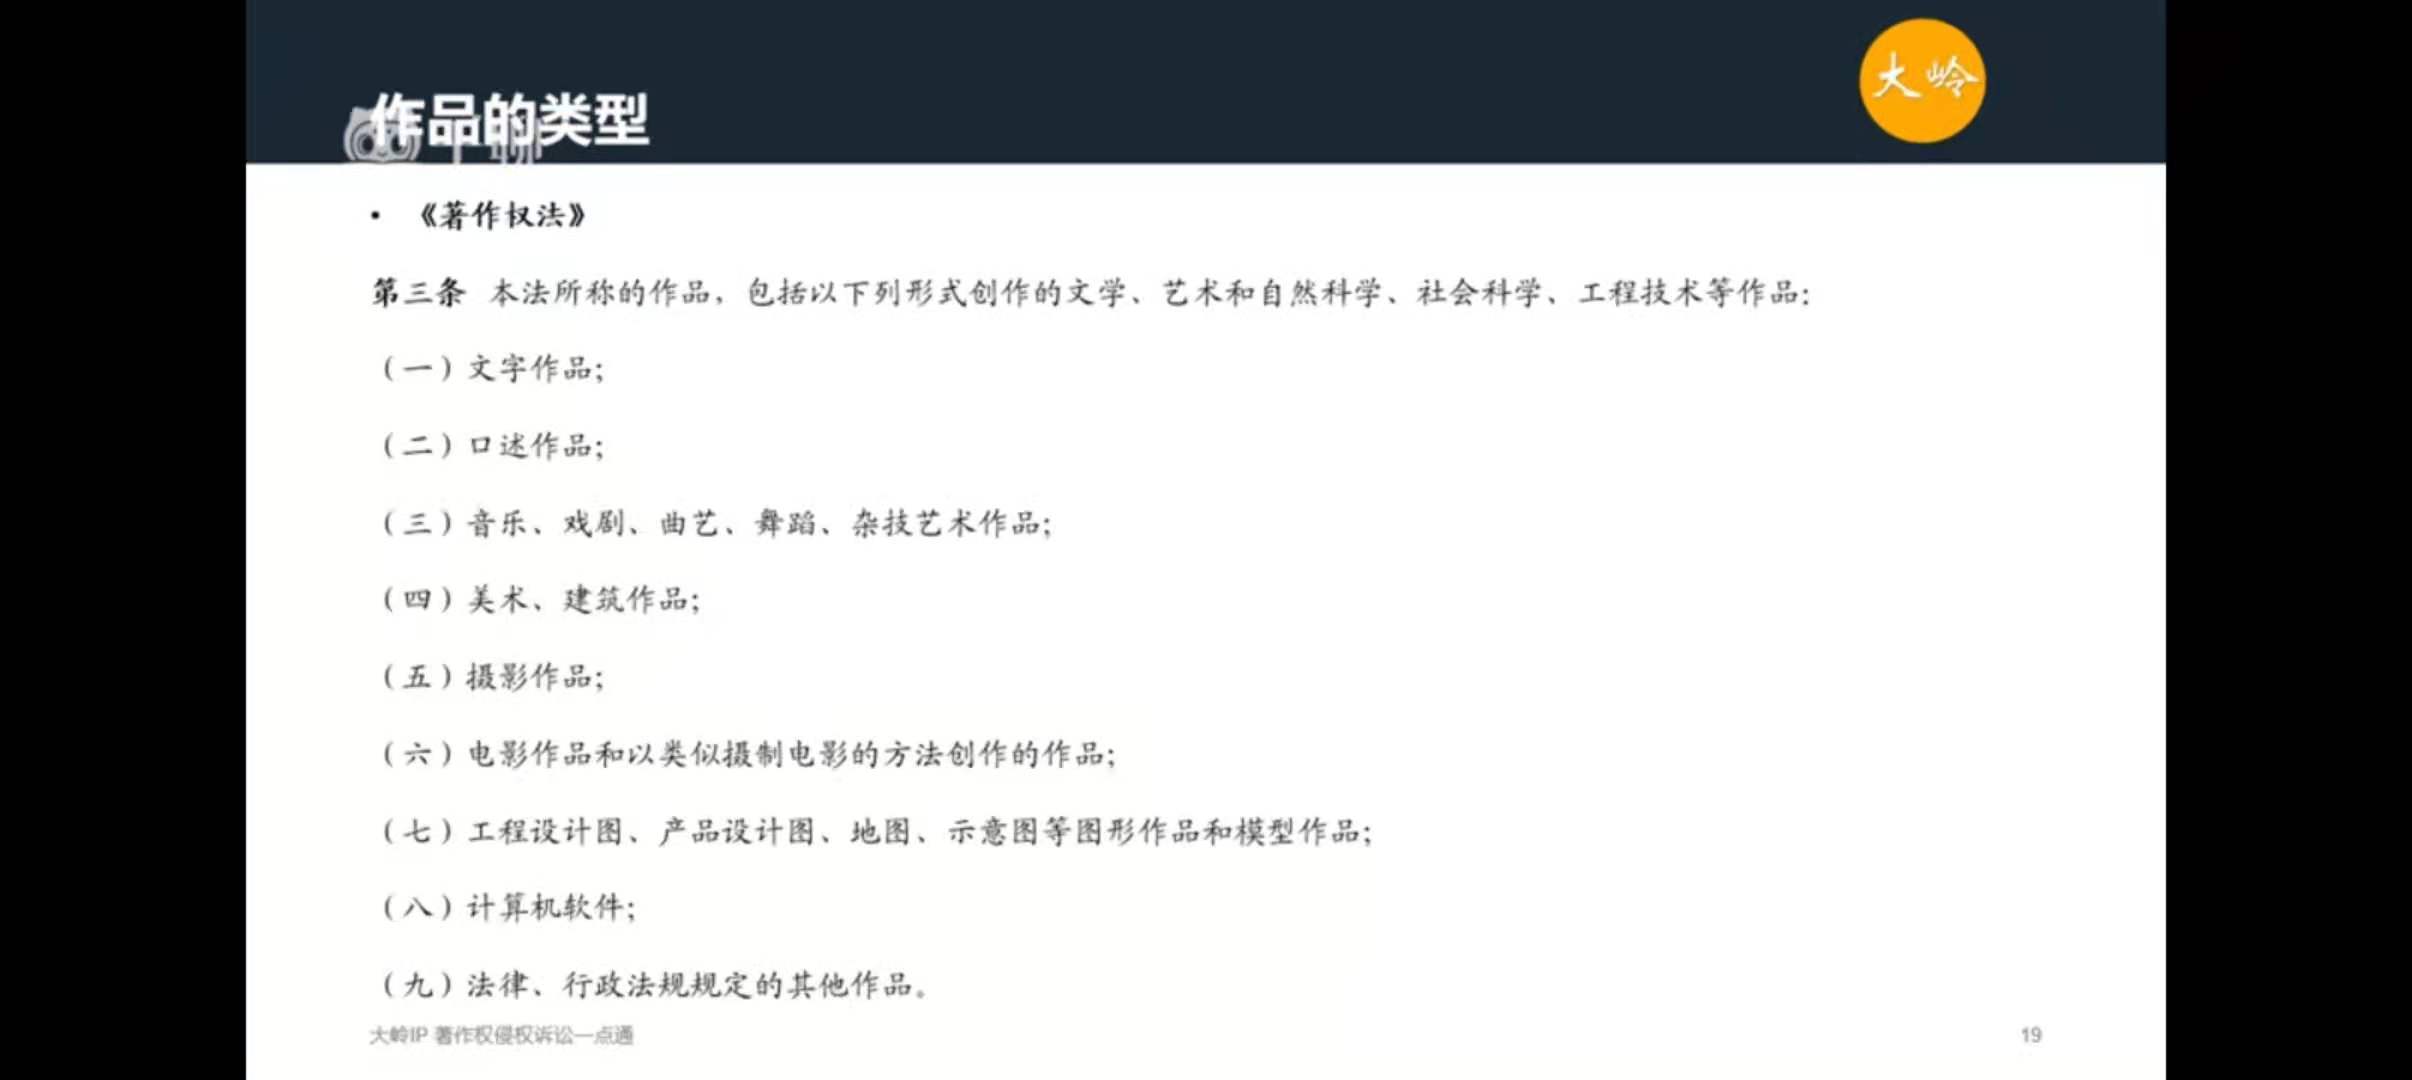 大岭
作品的类型
千聊
• 《著作权法》
第三条 本法所称的作品，包括以下列形式创作的文学、艺术和自然科学、社会科学、工程技术等作品：
（一）文字作品；
（二）口述作品；
（三）音乐、戏剧、曲艺、舞蹈、杂技艺术作品；
（四）美术、建筑作品；
（五）摄影作品；
（六）电影作品和以类似摄制电影的方法创作的作品；
（七）工程设计图、产品设计图、地图、示意图等图形作品和模型作品；
（八）计算机软件；
（九）法律、行政法规规定的其他作品。
大岭IP 著作权侵权诉讼一点通
19